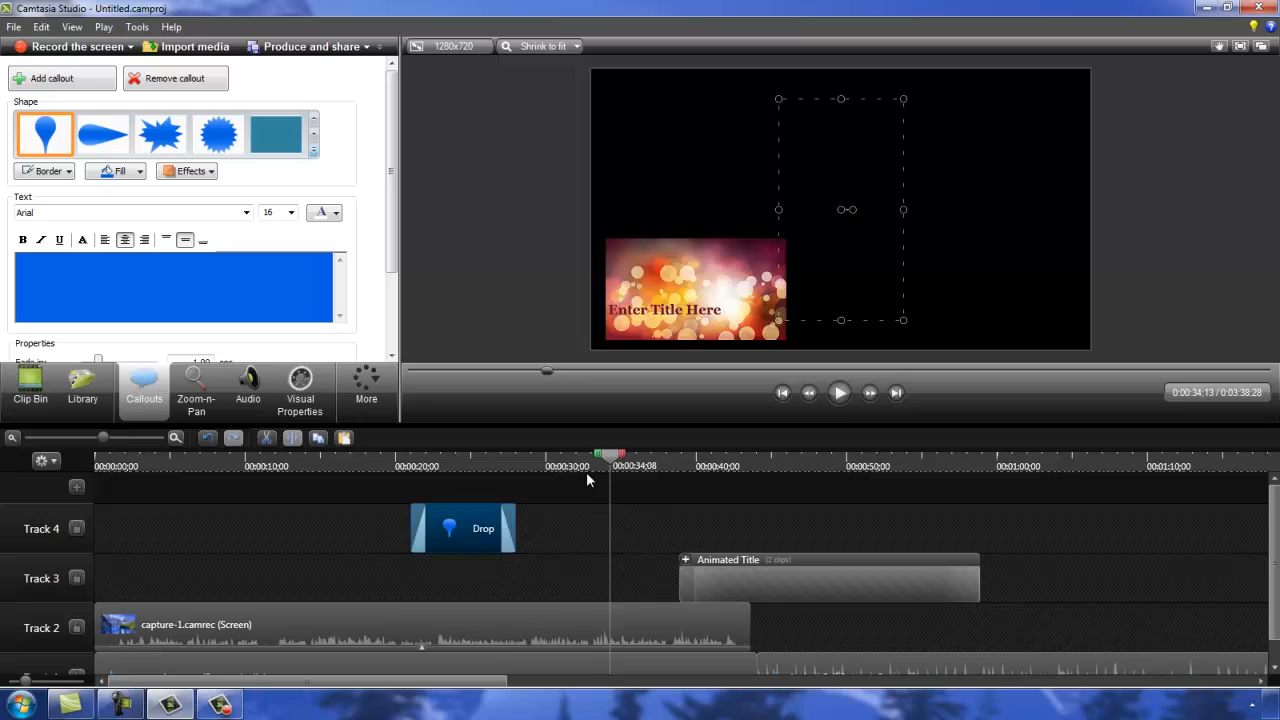 Camtasia Studio - Untitled.camproj
File Edit View Play Tools Help
Record the screen Import media Produce and share
1280x720 Shrink to fit
Add callout Remove callout
Shape
Border Fill Effects
Text
Arial 16 A
B I U A
Enter Title Here
Properties
Clip Bin Library Callouts Zoom-n-Pan Audio Visual Properties More
0:00:34;13 / 0:03:38;28
00:00:00;00 00:00:10;00 00:00:20;00 00:00:30;00 00:00:34;08 00:00:40;00 00:00:50;00 00:01:00;00 00:01:10;00
Track 4 Drop
Track 3 Animated Title (2 clips)
Track 2 capture-1.camrec (Screen)